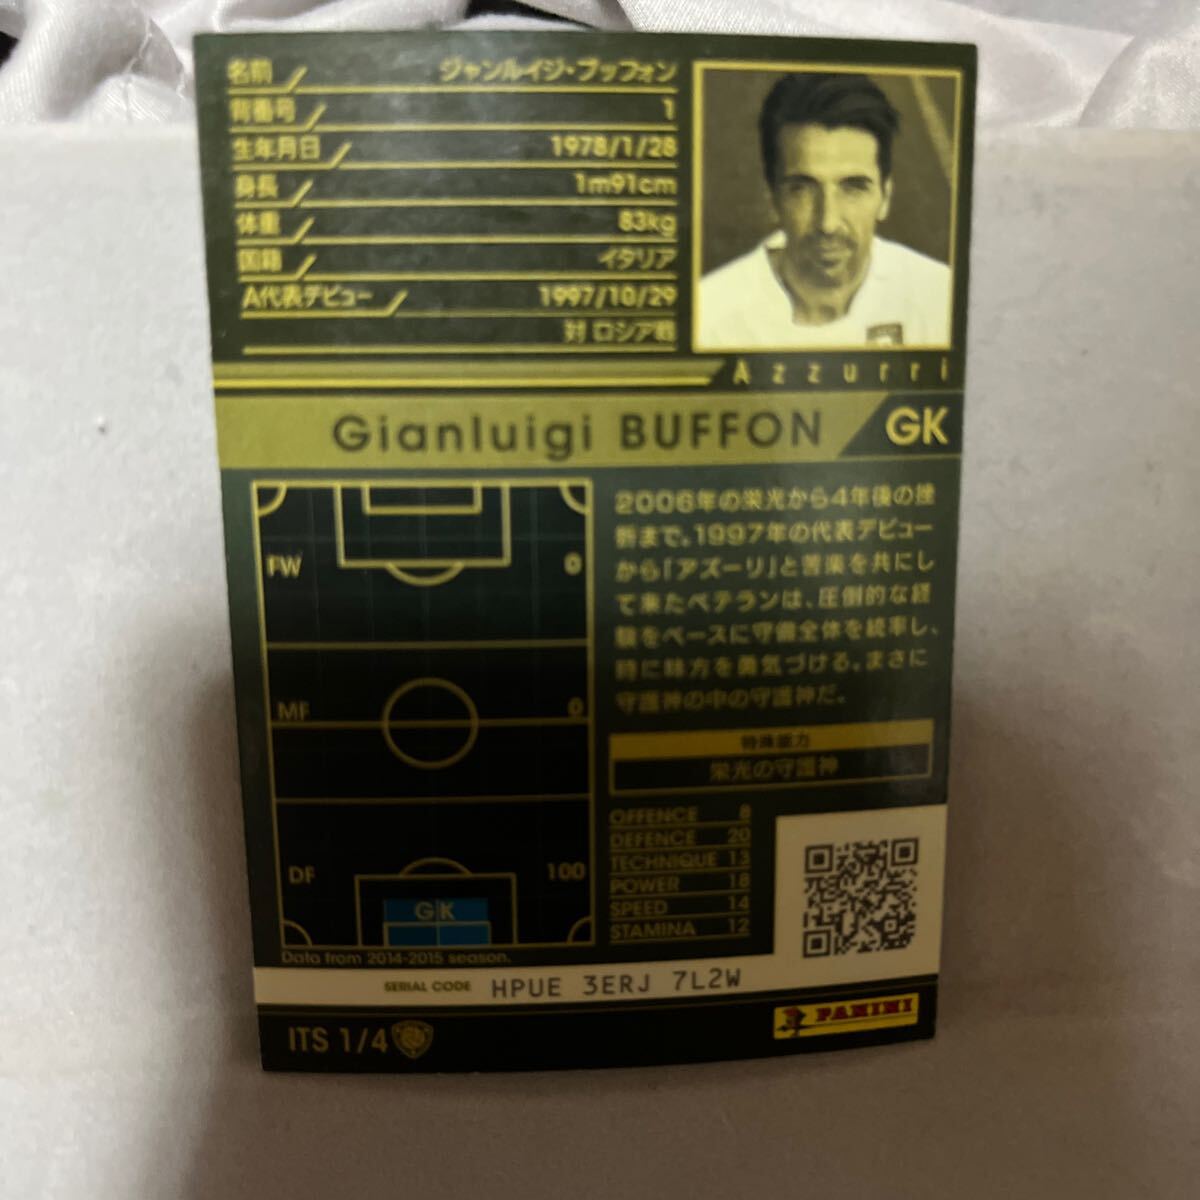 名前 ジャンルイジ・ブッフォン
背番号 1
生年月日 1978/1/28
身長 1m91cm
体重 83kg
国籍 イタリア
A代表デビュー 1997/10/29
対 ロシア戦
Azzurri
Gianluigi BUFFON GK
2006年の栄光から4年後の挫
折まで。1997年の代表デビュー
から「アズーリ」と苦楽を共にし
て来たベテランは、圧倒的な経
験をベースに守備全体を統率し、
時に味方を勇気づける。まさに
守護神の中の守護神だ。
特殊能力
栄光の守護神
FW 0
MF 0
DF 100
GK
Data from 2014-2015 season.
OFFENCE 8
DEFENCE 20
TECHNIQUE 13
POWER 18
SPEED 14
STAMINA 12
SERIAL CODE HPUE 3ERJ 7L2W
ITS 1/4
PANINI